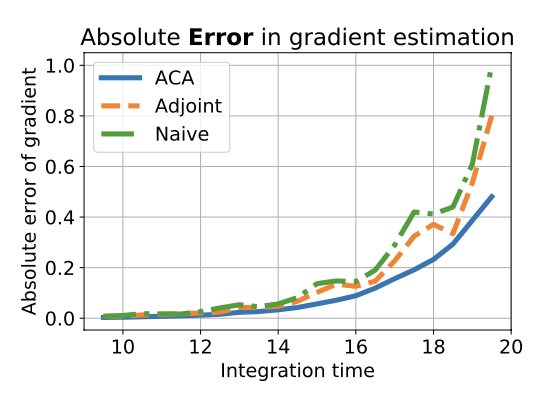 Absolute Error in gradient estimation
Absolute error of gradient
1.0
0.8
0.6
0.4
0.2
0.0
ACA
Adjoint
Naive
10 12 14 16 18 20
Integration time